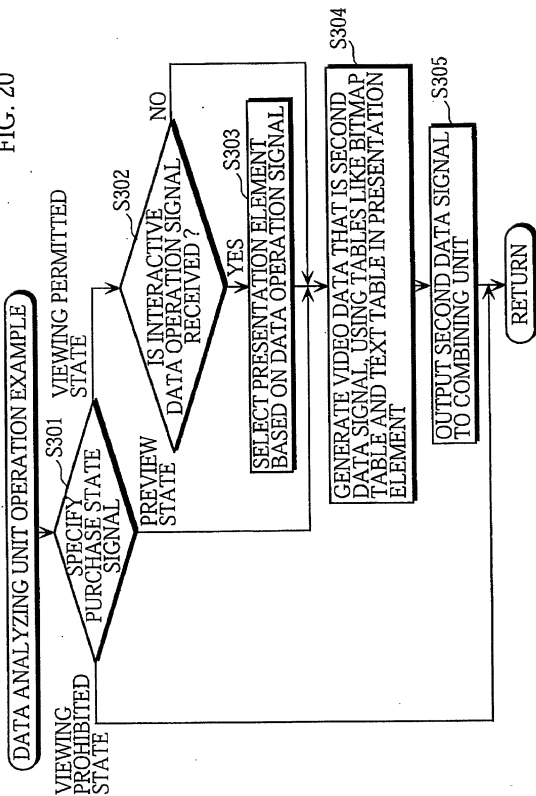 FIG. 20
DATA ANALYZING UNIT OPERATION EXAMPLE
S301
SPECIFY
PURCHASE STATE
SIGNAL
VIEWING
PROHIBITED
STATE
VIEWING PERMITTED
STATE
PREVIEW
STATE
S302
IS INTERACTIVE
DATA OPERATION SIGNAL
RECEIVED ?
NO
YES
S303
SELECT PRESENTATION ELEMENT
BASED ON DATA OPERATION SIGNAL
S304
GENERATE VIDEO DATA THAT IS SECOND
DATA SIGNAL, USING TABLES LIKE BITMAP
TABLE AND TEXT TABLE IN PRESENTATION
ELEMENT
S305
OUTPUT SECOND DATA SIGNAL
TO COMBINING UNIT
RETURN